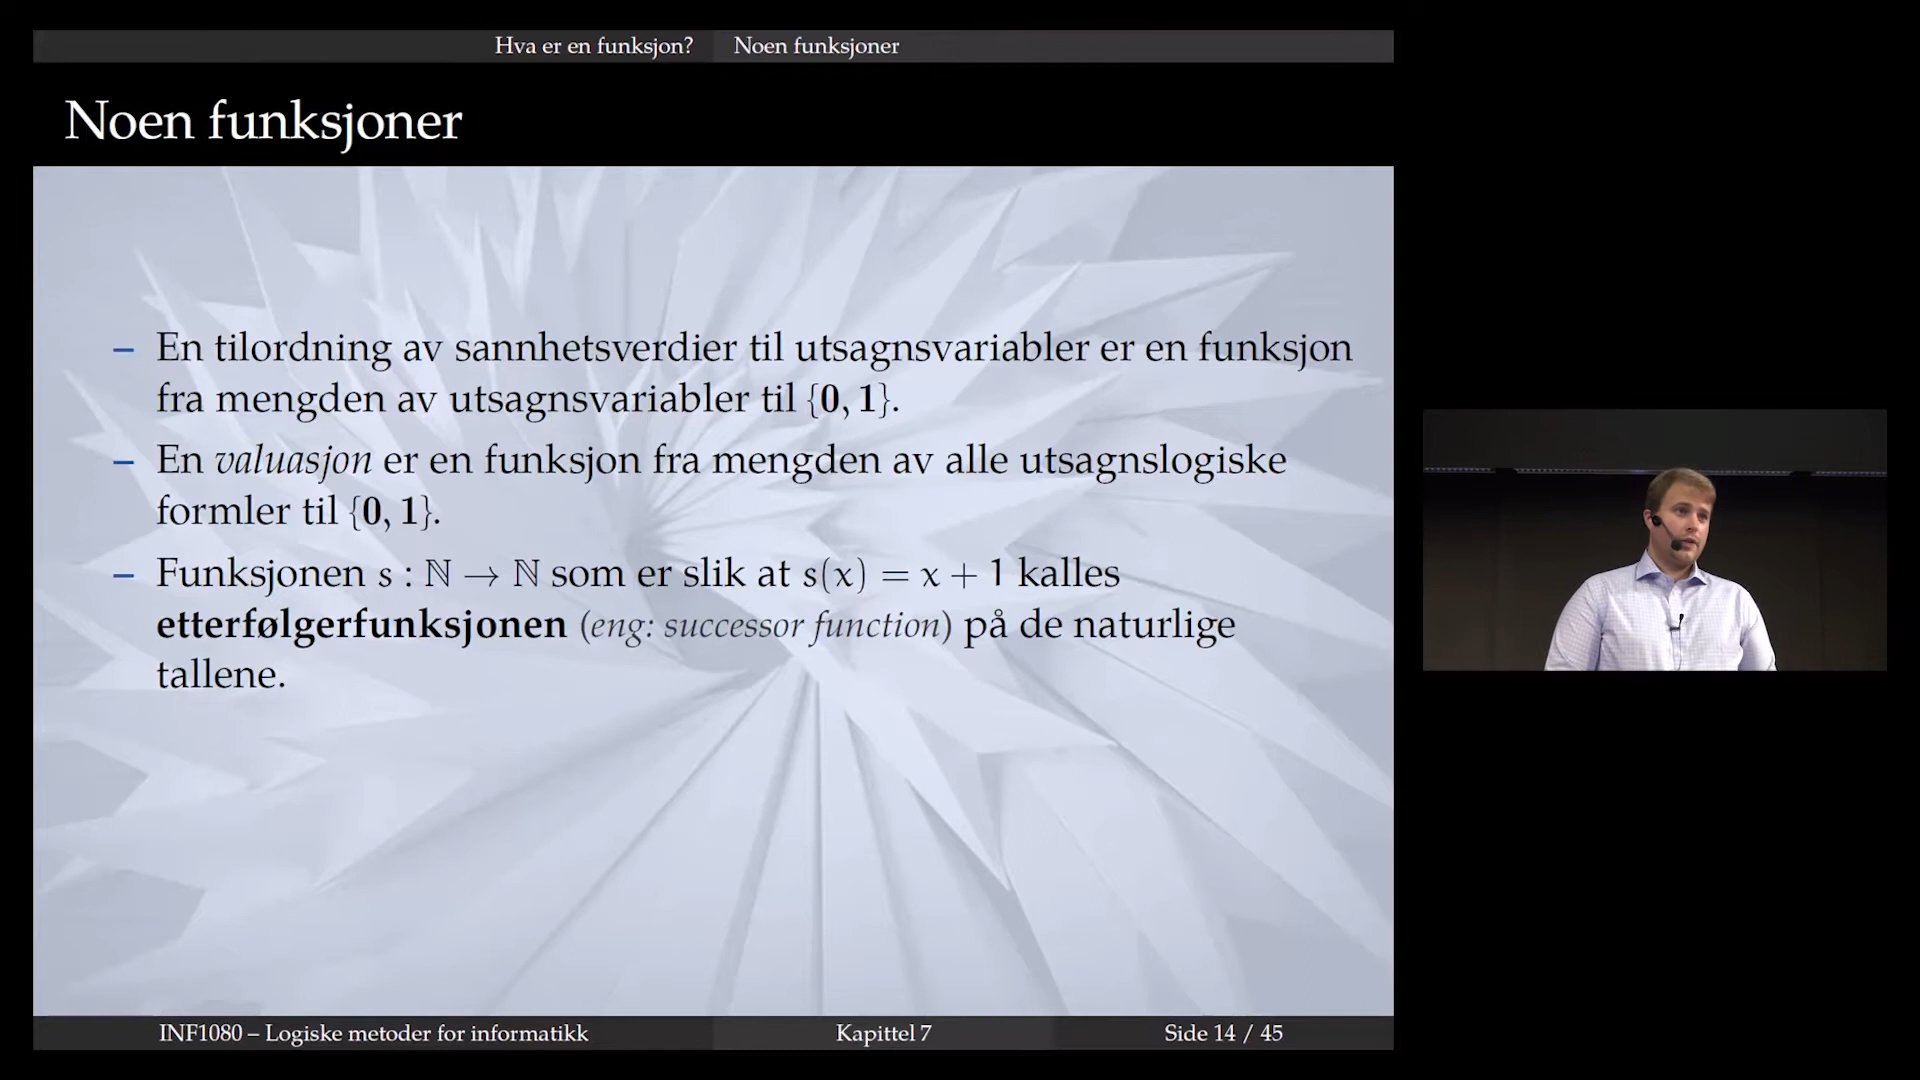 Hva er en funksjon? Noen funksjoner
Noen funksjoner
– En tilordning av sannhetsverdier til utsagnsvariabler er en funksjon
fra mengden av utsagnsvariabler til {0, 1}.
– En valuasjon er en funksjon fra mengden av alle utsagnslogiske
formler til {0, 1}.
– Funksjonen s : ℕ → ℕ som er slik at s(x) = x + 1 kalles
etterfølgerfunksjonen (eng: successor function) på de naturlige
tallene.
INF1080 – Logiske metoder for informatikk Kapittel 7 Side 14 / 45